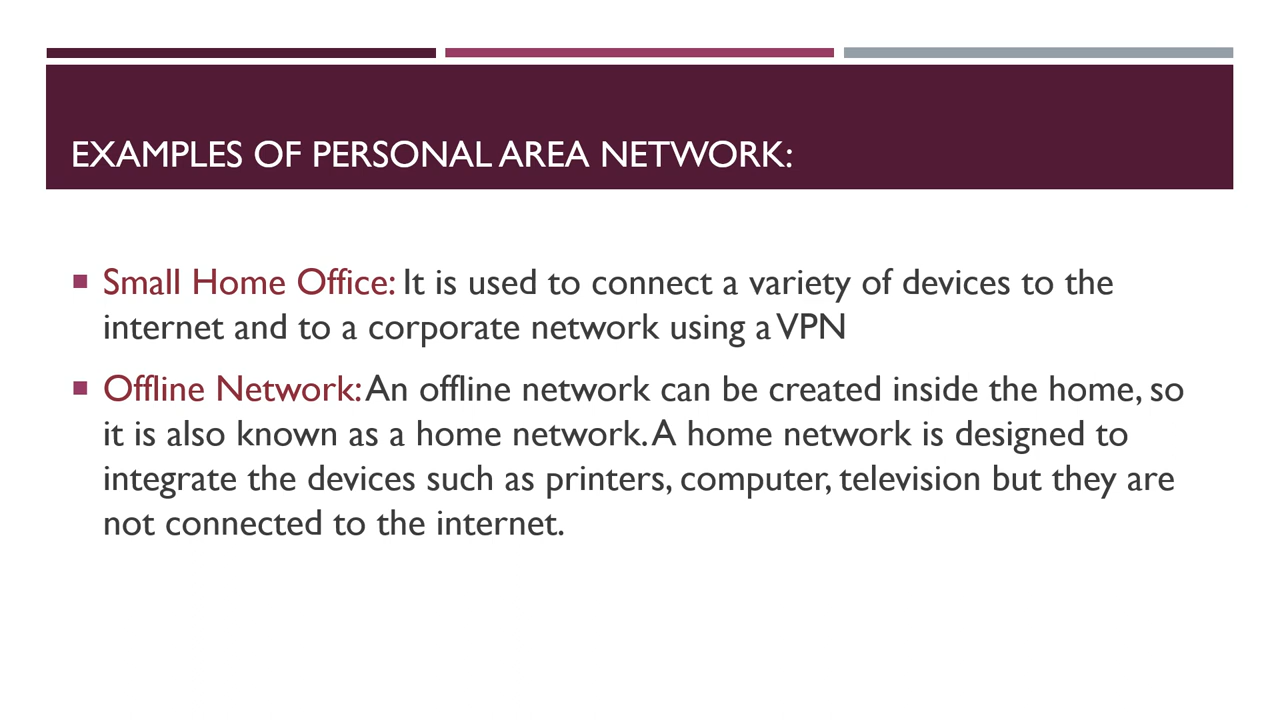 EXAMPLES OF PERSONAL AREA NETWORK:
Small Home Office: It is used to connect a variety of devices to the
internet and to a corporate network using a VPN
Offline Network: An offline network can be created inside the home, so
it is also known as a home network. A home network is designed to
integrate the devices such as printers, computer, television but they are
not connected to the internet.